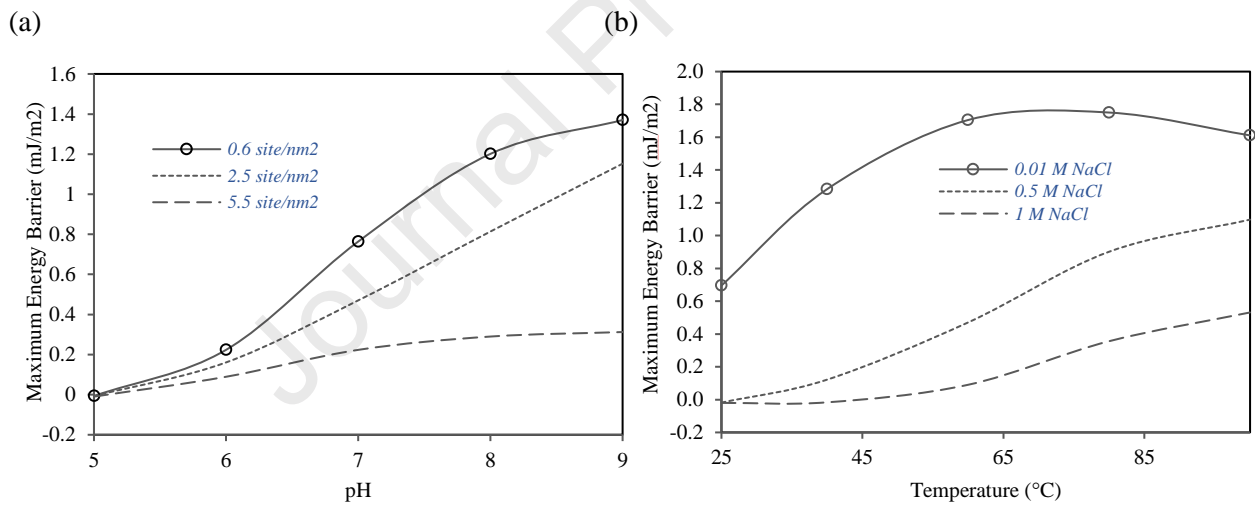 (a)
Maximum Energy Barrier (mJ/m2)
1.6
1.4
1.2
1
0.8
0.6
0.4
0.2
0
-0.2
5
6
7
8
9
pH
0.6 site/nm2
2.5 site/nm2
5.5 site/nm2
(b)
Maximum Energy Barrier (mJ/m2)
2.0
1.8
1.6
1.4
1.2
1.0
0.8
0.6
0.4
0.2
0.0
-0.2
25
45
65
85
Temperature (°C)
0.01 M NaCl
0.5 M NaCl
1 M NaCl
Journal Pr